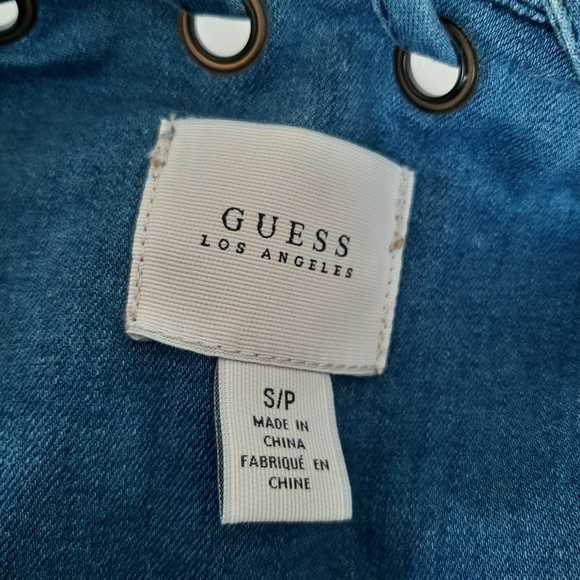 GUESS
LOS ANGELES
S/P
MADE IN
CHINA
FABRIQUÉ EN
CHINE